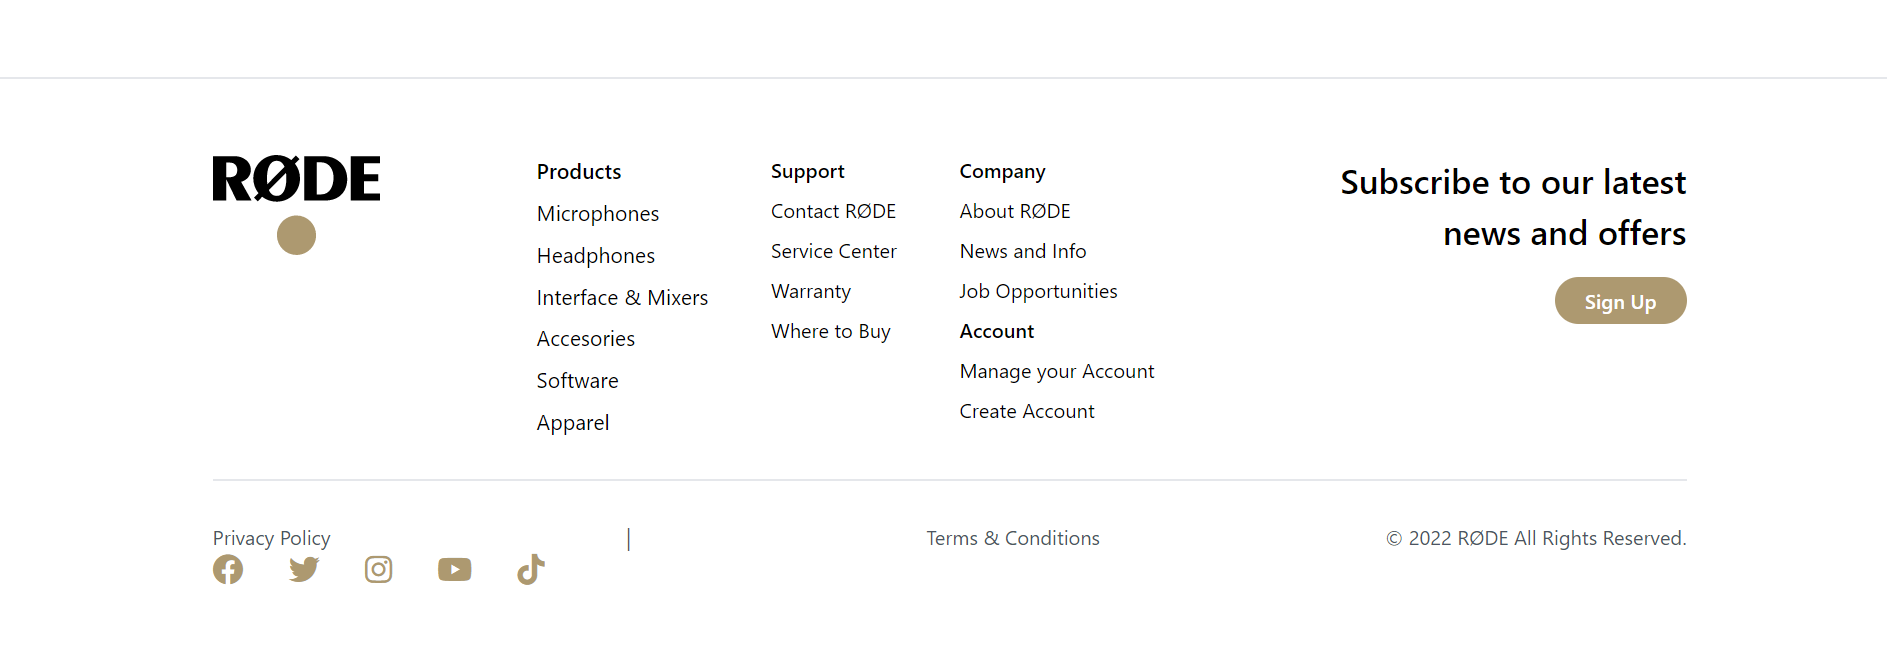 RØDE
Products
Microphones
Headphones
Interface & Mixers
Accesories
Software
Apparel
Support
Contact RØDE
Service Center
Warranty
Where to Buy
Company
About RØDE
News and Info
Job Opportunities
Account
Manage your Account
Create Account
Subscribe to our latest
news and offers
Sign Up
Privacy Policy
|
Terms & Conditions
© 2022 RØDE All Rights Reserved.